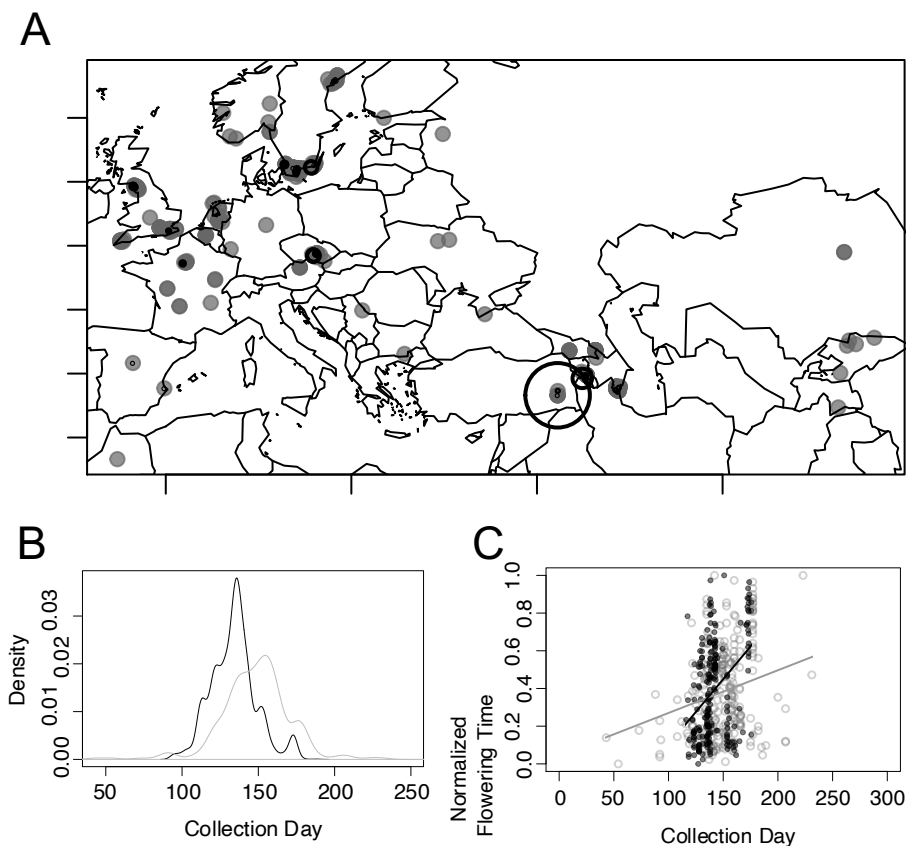 A
B
0.00 0.01 0.02 0.03
Density
50 100 150 200 250
Collection Day
C
0.0 0.2 0.4 0.6 0.8 1.0
Normalized
Flowering Time
0 50 100 150 200 250 300
Collection Day